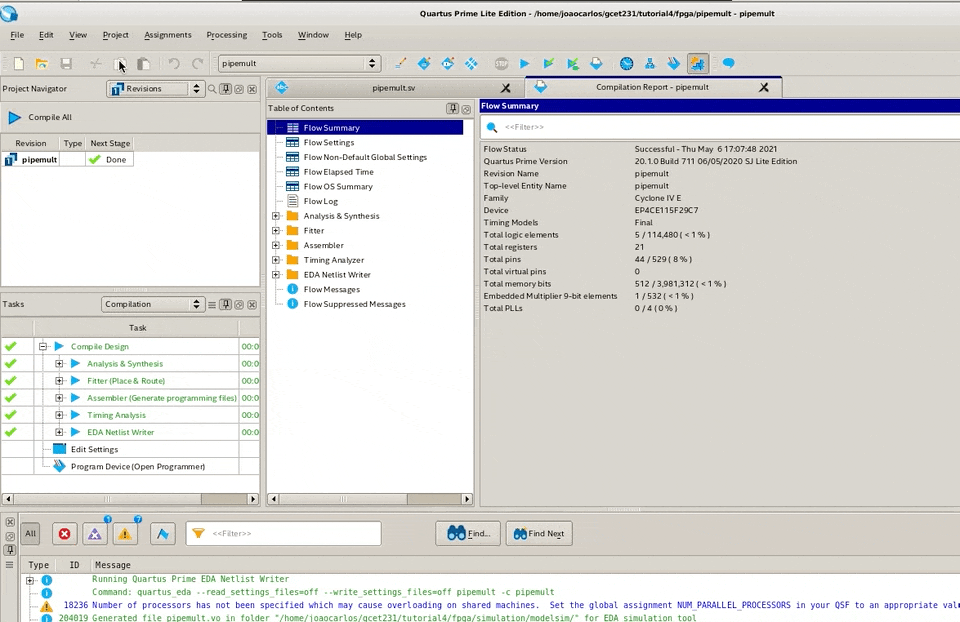 Quartus Prime Lite Edition - /home/joaocarlos/gcet231/tutorial4/fpga/pipemult - pipemult
File Edit View Project Assignments Processing Tools Window Help
pipemult
Project Navigator Revisions
pipemult.sv
Compilation Report - pipemult
Compile All
Revision Type Next Stage
pipemult Done
Table of Contents
Flow Summary
Flow Settings
Flow Non-Default Global Settings
Flow Elapsed Time
Flow OS Summary
Flow Log
Analysis & Synthesis
Fitter
Assembler
Timing Analyzer
EDA Netlist Writer
Flow Messages
Flow Suppressed Messages
Flow Summary
<<Filter>>
Flow Status Successful - Thu May 6 17:07:48 2021
Quartus Prime Version 20.1.0 Build 711 06/05/2020 SJ Lite Edition
Revision Name pipemult
Top-level Entity Name pipemult
Family Cyclone IV E
Device EP4CE115F29C7
Timing Models Final
Total logic elements 5 / 114,480 ( < 1 % )
Total registers 21
Total pins 44 / 529 ( 8 % )
Total virtual pins 0
Total memory bits 512 / 3,981,312 ( < 1 % )
Embedded Multiplier 9-bit elements 1 / 532 ( < 1 % )
Total PLLs 0 / 4 ( 0 % )
Tasks Compilation
Task
Compile Design 00:0
Analysis & Synthesis 00:0
Fitter (Place & Route) 00:0
Assembler (Generate programming files) 00:0
Timing Analysis 00:0
EDA Netlist Writer 00:0
Edit Settings
Program Device (Open Programmer)
All <<Filter>> Find... Find Next
Type ID Message
Running Quartus Prime EDA Netlist Writer
Command: quartus_eda --read_settings_files=off --write_settings_files=off pipemult -c pipemult
18236 Number of processors has not been specified which may cause overloading on shared machines. Set the global assignment NUM_PARALLEL_PROCESSORS in your QSF to an appropriate val
204019 Generated file pipemult.vo in folder "/home/joaocarlos/gcet231/tutorial4/fpga/simulation/modelsim/" for EDA simulation tool